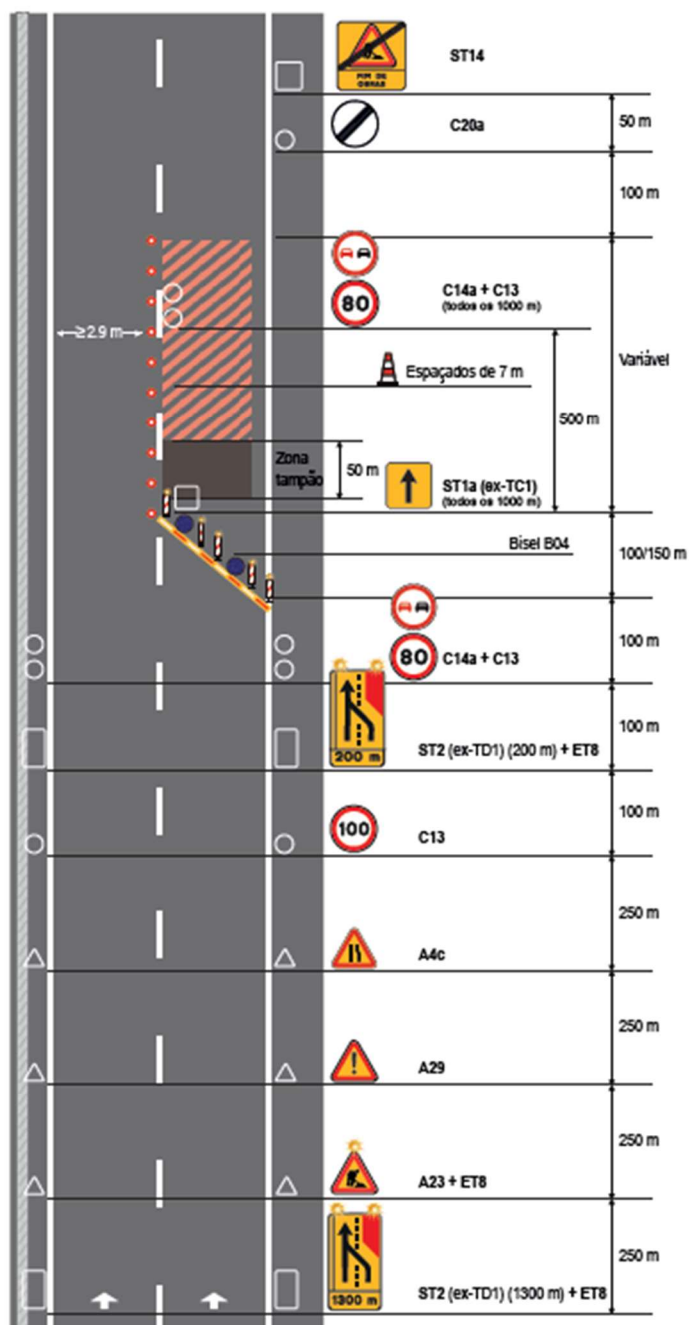 FIM DE
OBRAS
ST14
C20a
50 m
100 m
80
C14a + C13
(todos os 1000 m)
≥2.9 m
Variável
Espaçados de 7 m
500 m
Zona
tampão
50 m
ST1a (ex-TC1)
(todos os 1000 m)
Bisel B04
100/150 m
100 m
80
C14a + C13
100 m
200 m
ST2 (ex-TD1) (200 m) + ET8
100 m
100
C13
250 m
A4c
250 m
!
A29
250 m
A23 + ET8
250 m
1300 m
ST2 (ex-TD1) (1300 m) + ET8